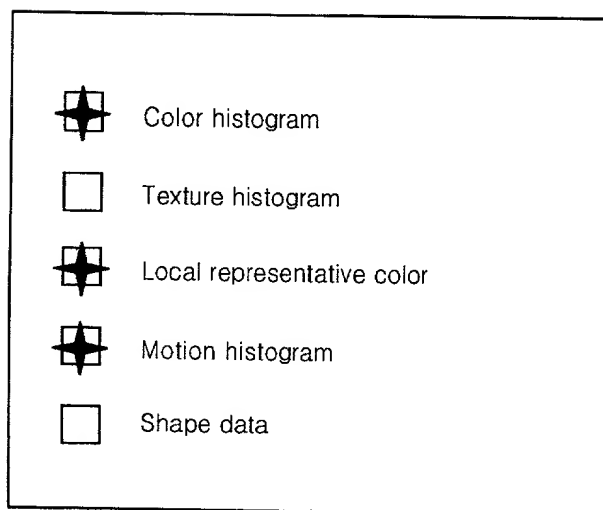 Color histogram
Texture histogram
Local representative color
Motion histogram
Shape data